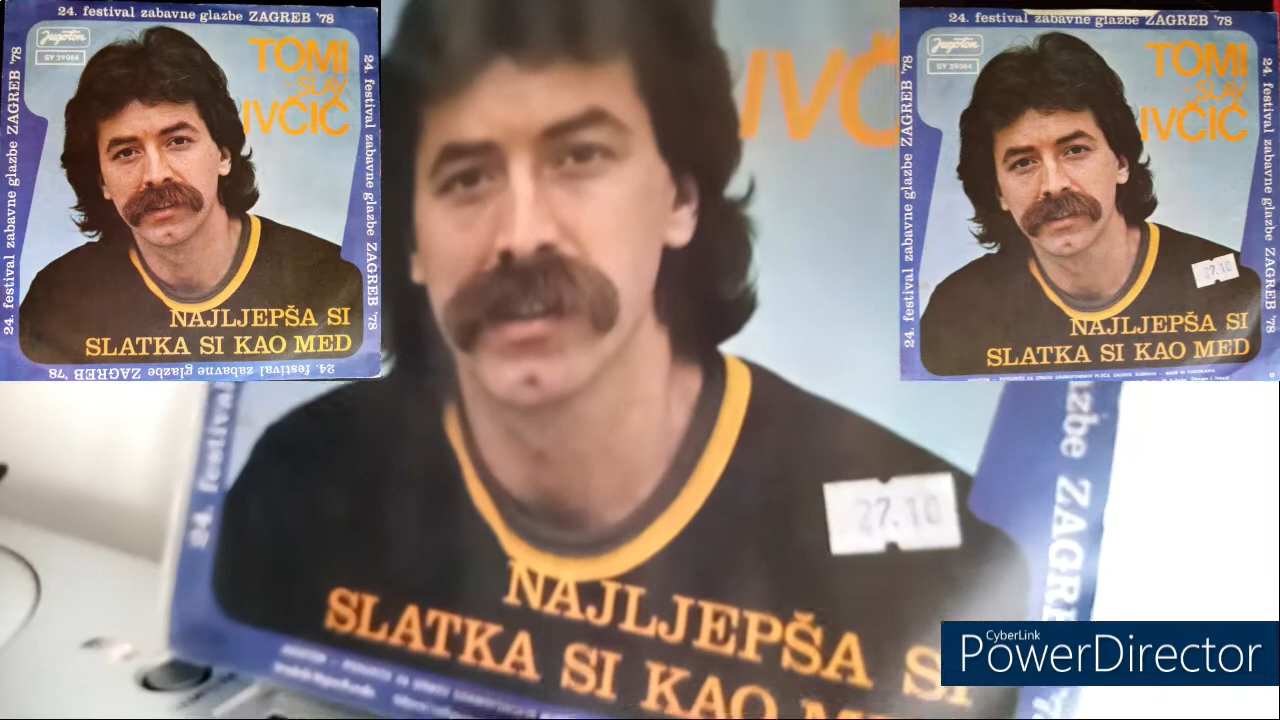 24. festival zabavne glazbe ZAGREB '78
Jugoton
SY 29084
TOMI
-SLAV
IVČIĆ
NAJLJEPŠA SI
SLATKA SI KAO MED
24. festival zabavne glazbe ZAGREB '78
24. festival zabavne glazbe ZAGREB '78
24. festival zabavne glazbe ZAGREB '78
IVČ
24. festival
27.10
NAJLJEPŠA SI
SLATKA SI KAO
ZAGRE
24. festival zabavne glazbe ZAGREB '78
Jugoton
SY 29084
TOMI
-SLAV
IVČIĆ
27.10
NAJLJEPŠA SI
SLATKA SI KAO MED
24. festival zabavne glazbe ZAGREB '78
24. festival zabavne glazbe ZAGREB '78
CyberLink
PowerDirector